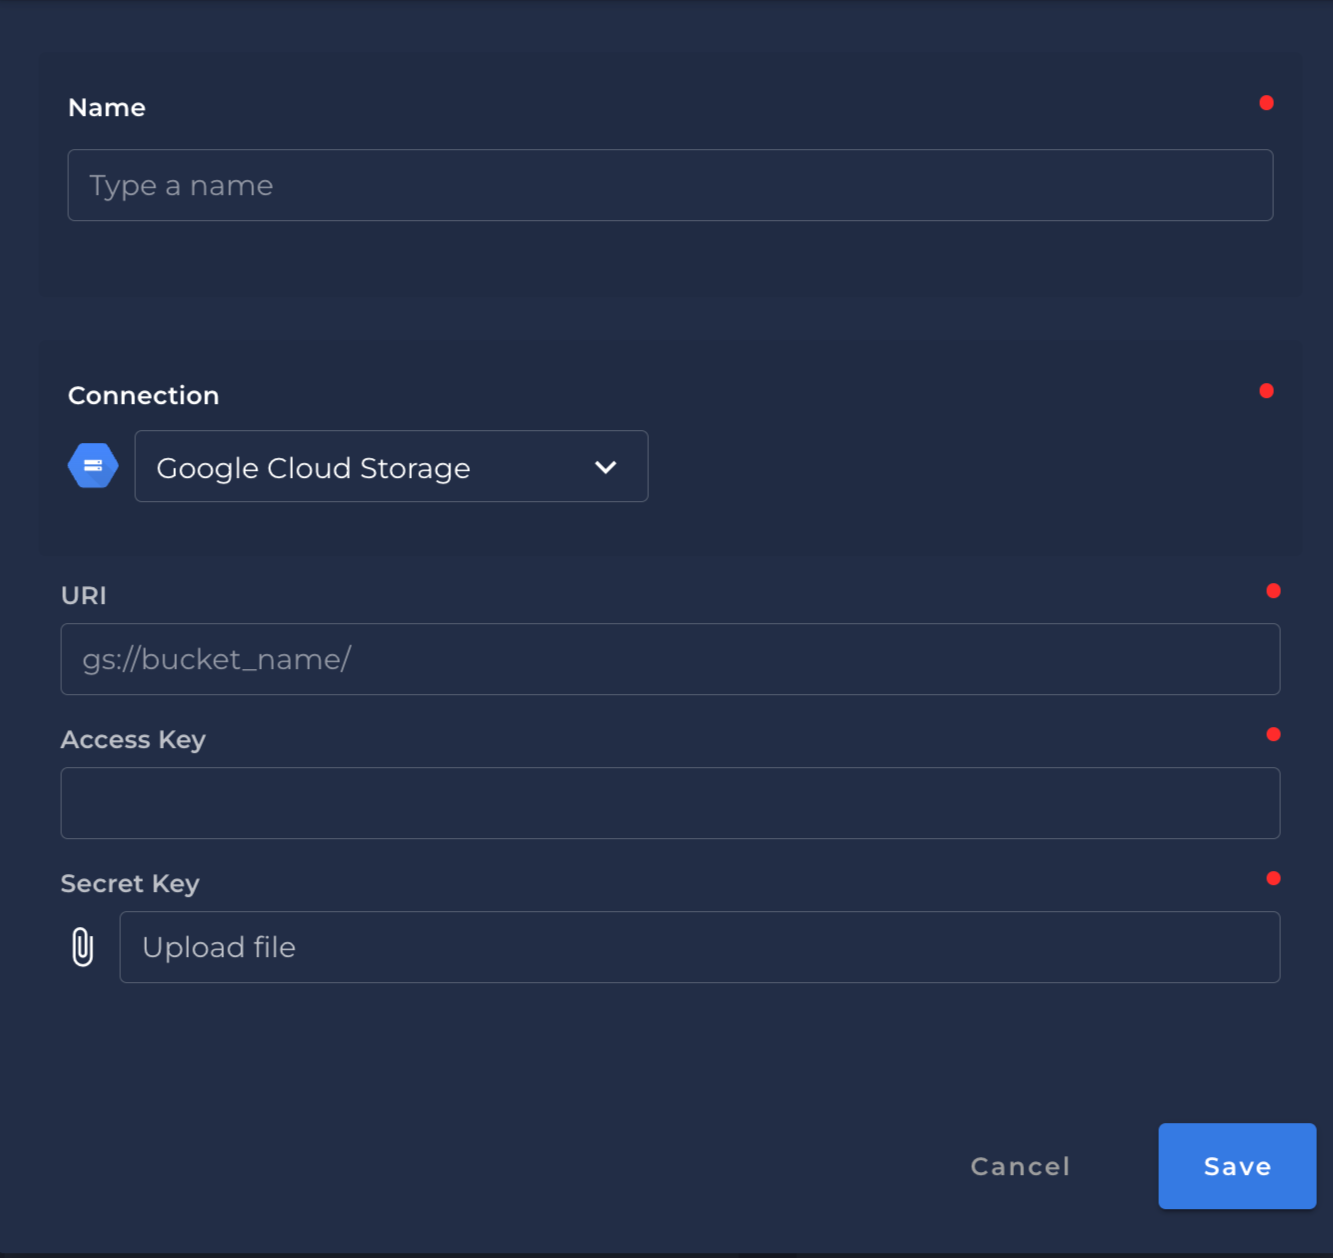 Name
Type a name
Connection
Google Cloud Storage
URI
gs://bucket_name/
Access Key
Secret Key
Upload file
Cancel
Save